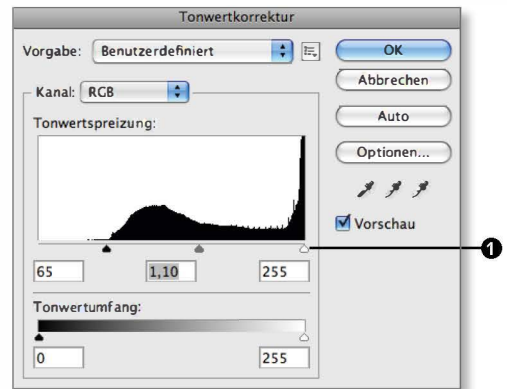 Tonwertkorrektur
Vorgabe: Benutzerdefiniert
OK
Abbrechen
Kanal: RGB
Auto
Tonwertspreizung:
Optionen...
Vorschau
1
65 1,10 255
Tonwertumfang:
0 255